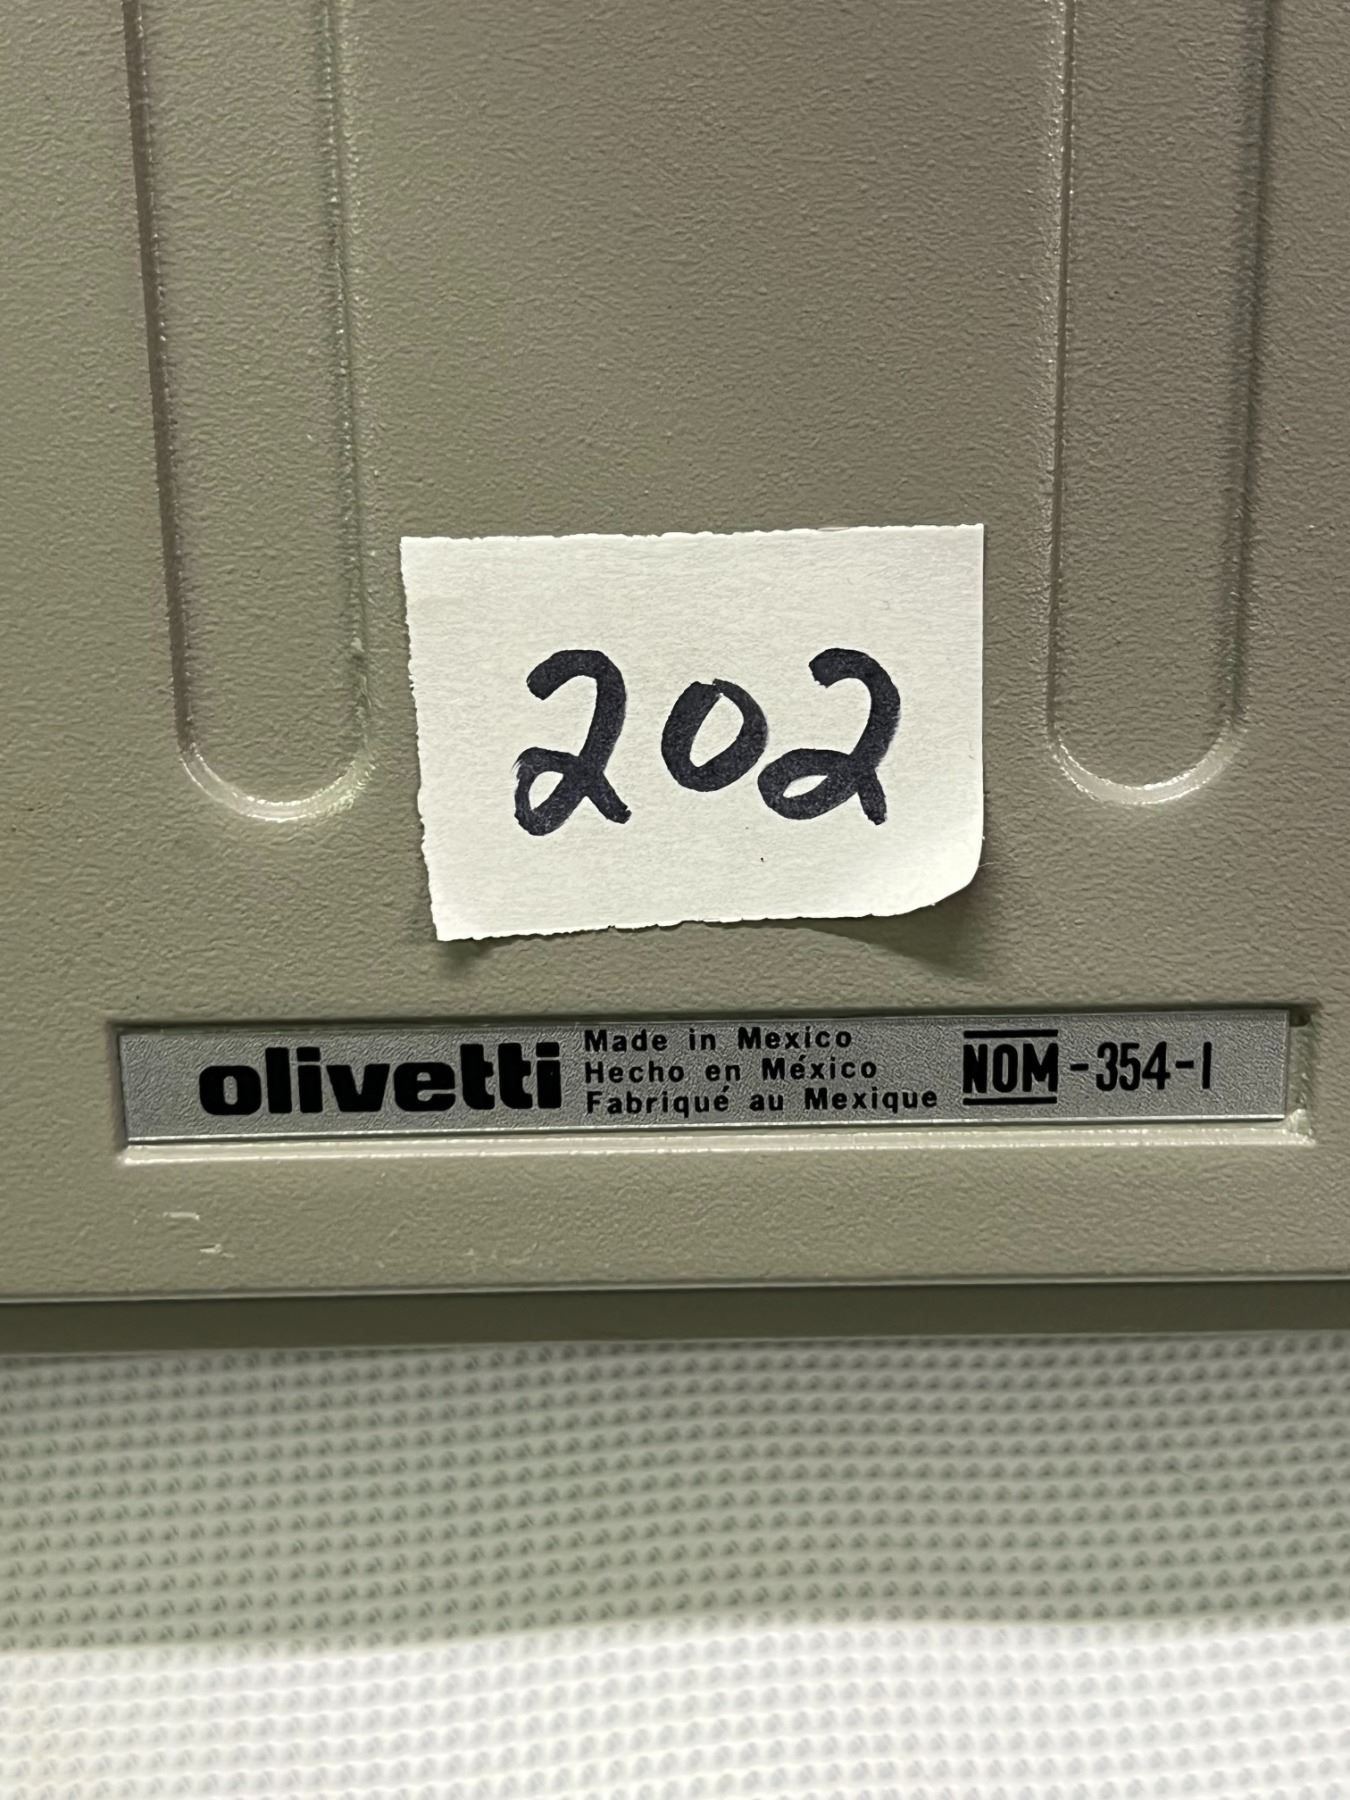 202
olivetti
Made in Mexico
Hecho en México
Fabriqué au Mexique
NOM-354-I